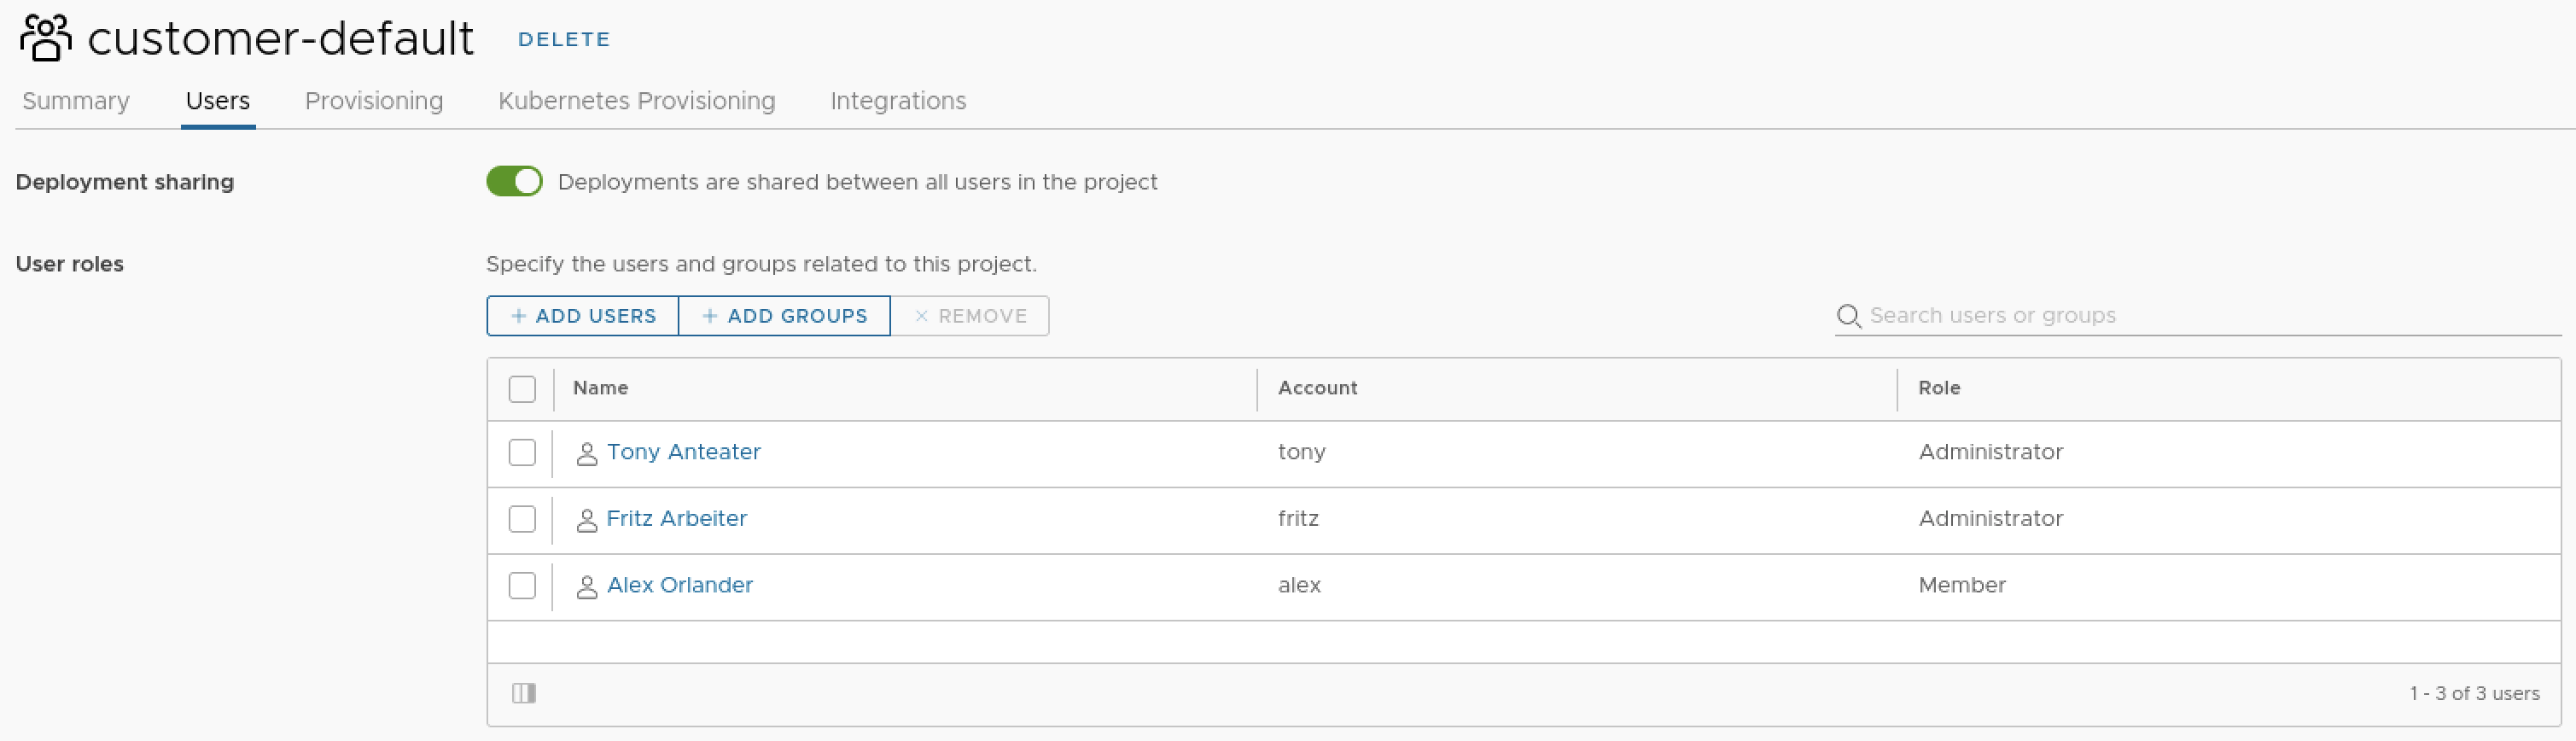 customer-default DELETE
Summary Users Provisioning Kubernetes Provisioning Integrations
Deployment sharing Deployments are shared between all users in the project
User roles Specify the users and groups related to this project.
+ ADD USERS + ADD GROUPS × REMOVE Search users or groups
Name Account Role
Tony Anteater tony Administrator
Fritz Arbeiter fritz Administrator
Alex Orlander alex Member
1 - 3 of 3 users